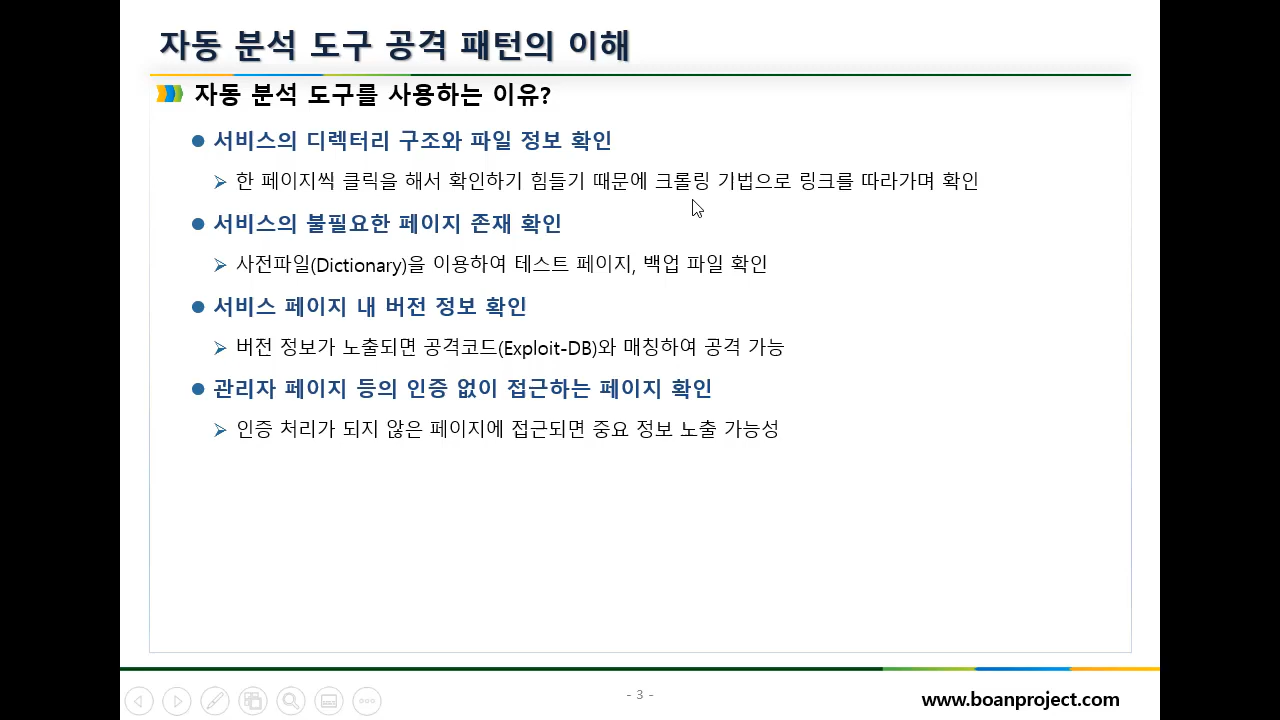 자동 분석 도구 공격 패턴의 이해
자동 분석 도구를 사용하는 이유?
서비스의 디렉터리 구조와 파일 정보 확인
한 페이지씩 클릭을 해서 확인하기 힘들기 때문에 크롤링 기법으로 링크를 따라가며 확인
서비스의 불필요한 페이지 존재 확인
사전파일(Dictionary)을 이용하여 테스트 페이지, 백업 파일 확인
서비스 페이지 내 버전 정보 확인
버전 정보가 노출되면 공격코드(Exploit-DB)와 매칭하여 공격 가능
관리자 페이지 등의 인증 없이 접근하는 페이지 확인
인증 처리가 되지 않은 페이지에 접근되면 중요 정보 노출 가능성
- 3 -
www.boanproject.com